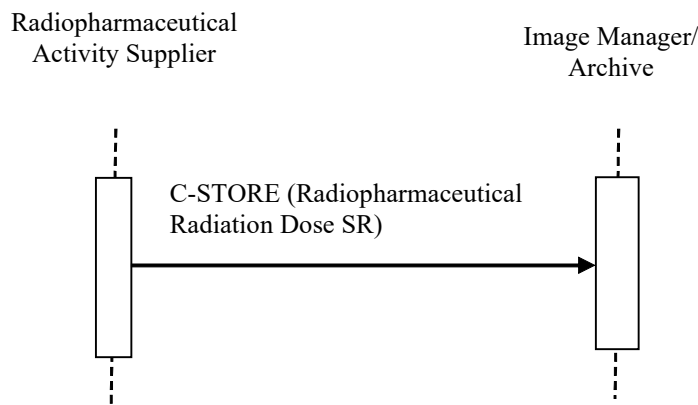 Radiopharmaceutical
Activity Supplier
Image Manager/
Archive
C-STORE (Radiopharmaceutical
Radiation Dose SR)